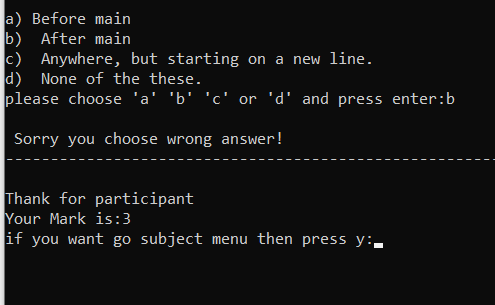 a) Before main
b)  After main
c)  Anywhere, but starting on a new line.
d)  None of the these.
please choose 'a' 'b' 'c' or 'd' and press enter:b
 Sorry you choose wrong answer!
-------------------------------------------------------
Thank for participant
Your Mark is:3
if you want go subject menu then press y: